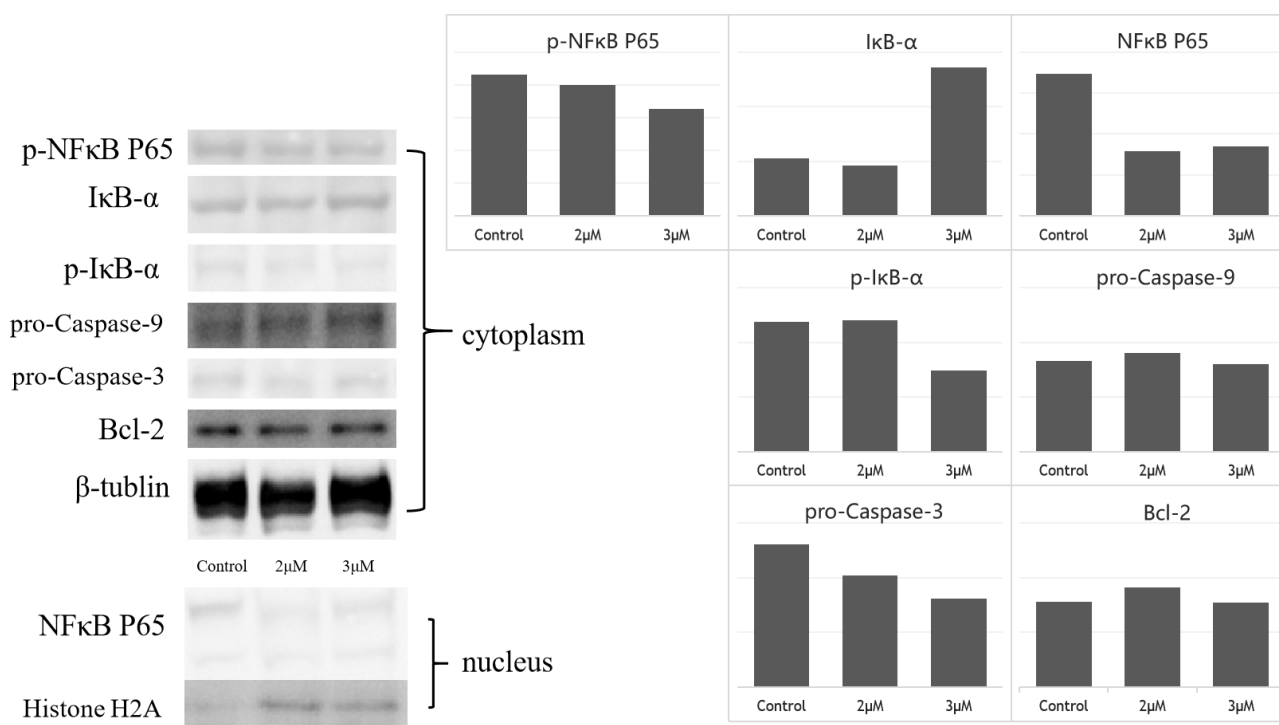 p-NFκB P65
IκB-α
p-IκB-α
pro-Caspase-9
pro-Caspase-3
Bcl-2
β-tublin
cytoplasm
Control 2μM 3μM
NFκB P65
Histone H2A
nucleus
p-NFκB P65
Control 2μM 3μM
IκB-α
Control 2μM 3μM
NFκB P65
Control 2μM 3μM
p-IκB-α
Control 2μM 3μM
pro-Caspase-9
Control 2μM 3μM
pro-Caspase-3
Control 2μM 3μM
Bcl-2
Control 2μM 3μM